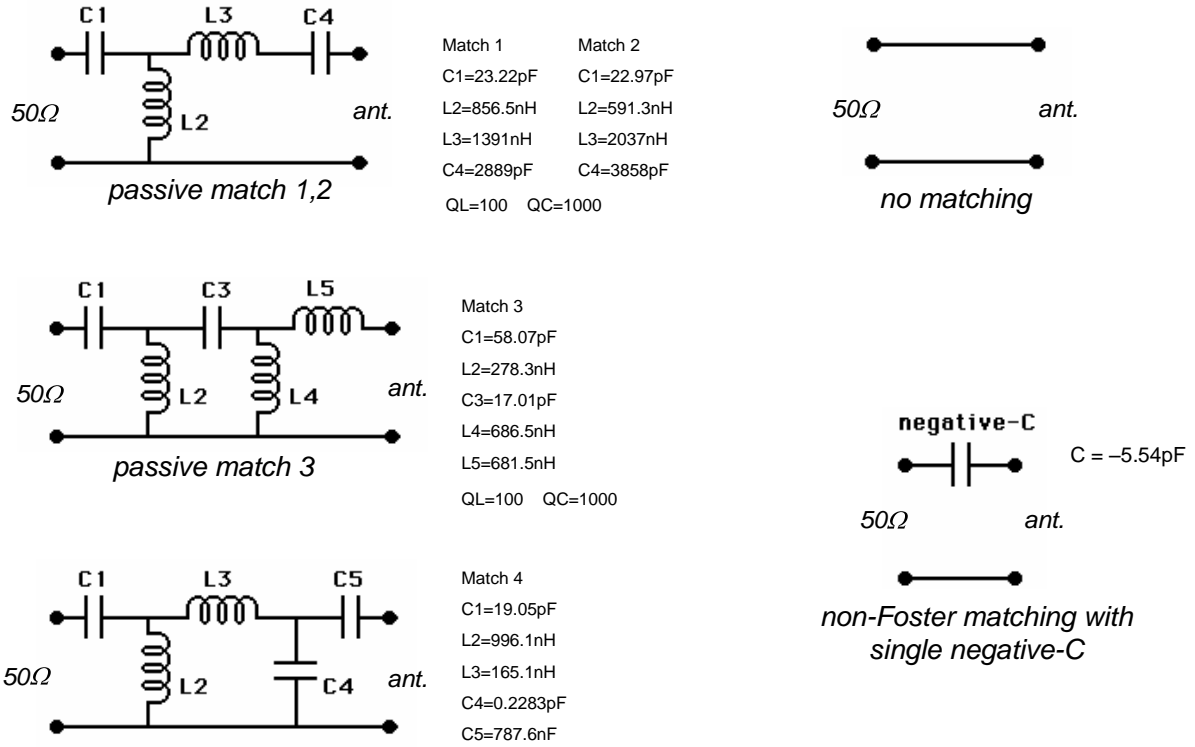 C1 L3 C4
L2
50Ω ant.
passive match 1,2
Match 1 Match 2
C1=23.22pF C1=22.97pF
L2=856.5nH L2=591.3nH
L3=1391nH L3=2037nH
C4=2889pF C4=3858pF
QL=100 QC=1000
50Ω ant.
no matching
C1 C3 L5
L2 L4
50Ω ant.
passive match 3
Match 3
C1=58.07pF
L2=278.3nH
C3=17.01pF
L4=686.5nH
L5=681.5nH
QL=100 QC=1000
negative-C
C = –5.54pF
50Ω ant.
non-Foster matching with
single negative-C
C1 L3 C5
L2 C4
50Ω ant.
Match 4
C1=19.05pF
L2=996.1nH
L3=165.1nH
C4=0.2283pF
C5=787.6nF